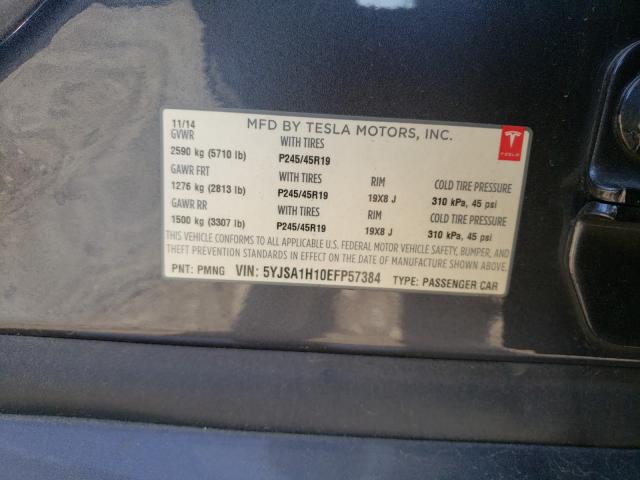 11/14 MFD BY TESLA MOTORS, INC.
GVWR WITH TIRES
2590 kg (5710 lb) P245/45R19
GAWR FRT WITH TIRES RIM COLD TIRE PRESSURE
1276 kg (2813 lb) P245/45R19 19X8 J 310 kPa, 45 psi
GAWR RR WITH TIRES RIM COLD TIRE PRESSURE
1500 kg (3307 lb) P245/45R19 19X8 J 310 kPa, 45 psi
THIS VEHICLE CONFORMS TO ALL APPLICABLE U.S. FEDERAL MOTOR VEHICLE SAFETY, BUMPER, AND
THEFT PREVENTION STANDARDS IN EFFECT ON THE DATE OF MANUFACTURE SHOWN ABOVE.
PNT: PMNG VIN: 5YJSA1H10EFP57384 TYPE: PASSENGER CAR
TESLA